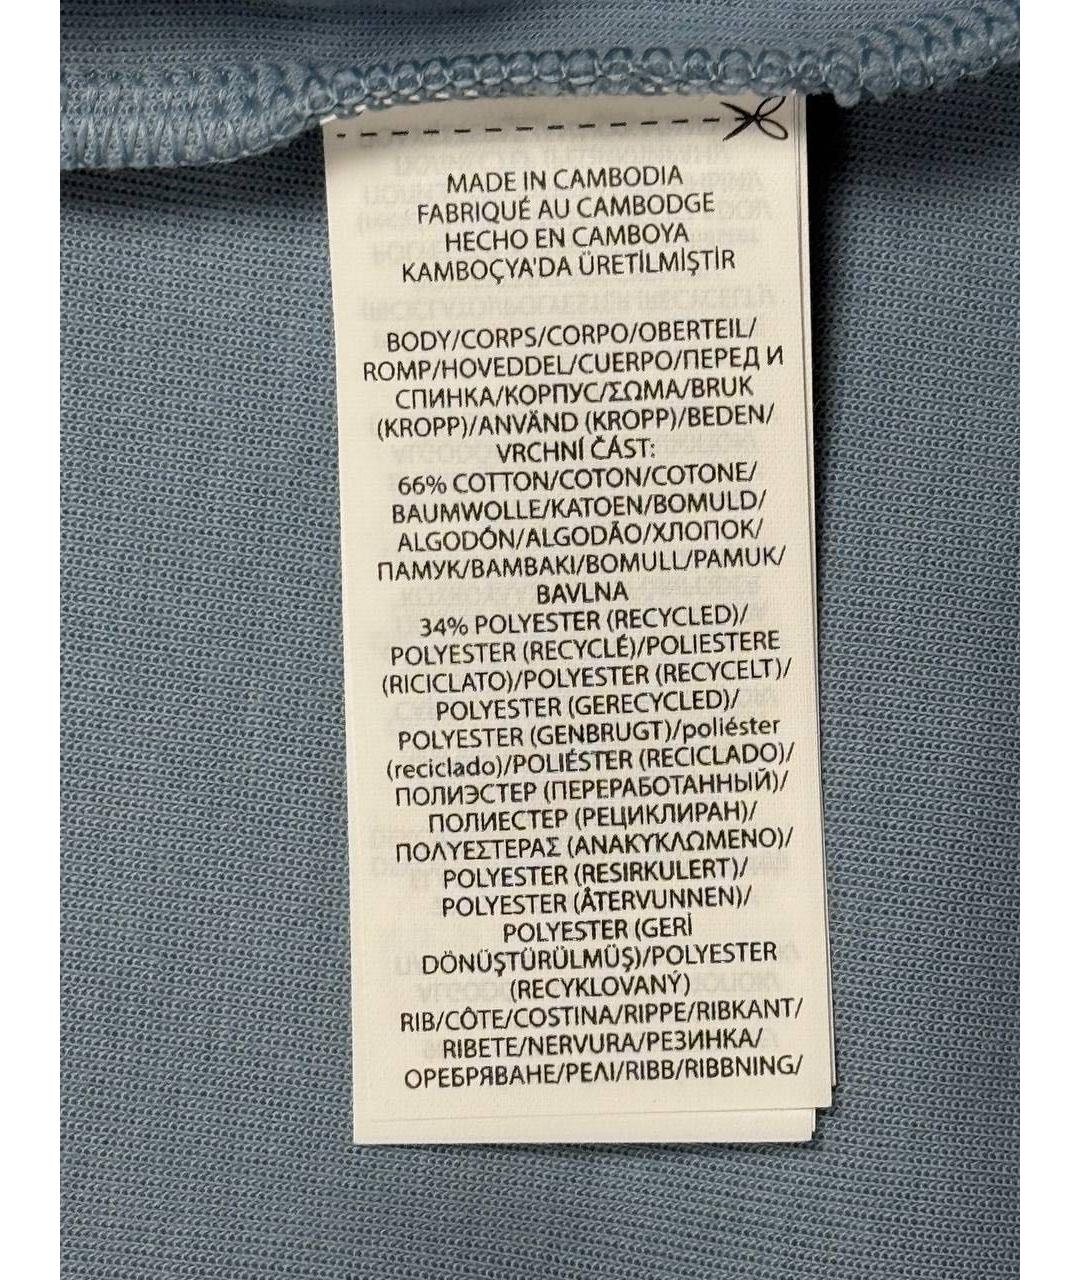 MADE IN CAMBODIA
FABRIQUÉ AU CAMBODGE
HECHO EN CAMBOYA
KAMBOÇYA'DA ÜRETİLMİŞTİR
BODY/CORPS/CORPO/OBERTEIL/
ROMP/HOVEDDEL/CUERPO/ПЕРЕД И
СПИНКА/КОРПУС/ΣΩΜΑ/BRUK
(KROPP)/ANVÄND (KROPP)/BEDEN/
VRCHNÍ ČÁST:
66% COTTON/COTON/COTONE/
BAUMWOLLE/KATOEN/BOMULD/
ALGODÓN/ALGODÃO/ХЛОПОК/
ПАМУК/ΒΑΜΒΑΚΙ/BOMULL/PAMUK/
BAVLNA
34% POLYESTER (RECYCLED)/
POLYESTER (RECYCLÉ)/POLIESTERE
(RICICLATO)/POLYESTER (RECYCELT)/
POLYESTER (GERECYCLED)/
POLYESTER (GENBRUGT)/poliéster
(reciclado)/POLIÉSTER (RECICLADO)/
ПОЛИЭСТЕР (ПЕРЕРАБОТАННЫЙ)/
ПОЛИЕСТЕР (РЕЦИКЛИРАН)/
ΠΟΛΥΕΣΤΕΡΑΣ (ΑΝΑΚΥΚΛΩΜΕΝΟ)/
POLYESTER (RESIRKULERT)/
POLYESTER (ÅTERVUNNEN)/
POLYESTER (GERİ
DÖNÜŞTÜRÜLMÜŞ)/POLYESTER
(RECYKLOVANÝ)
RIB/CÔTE/COSTINA/RIPPE/RIBKANT/
RIBETE/NERVURA/РЕЗИНКА/
ОРЕБРЯВАНЕ/ΡΕΛΙ/RIBB/RIBBNING/